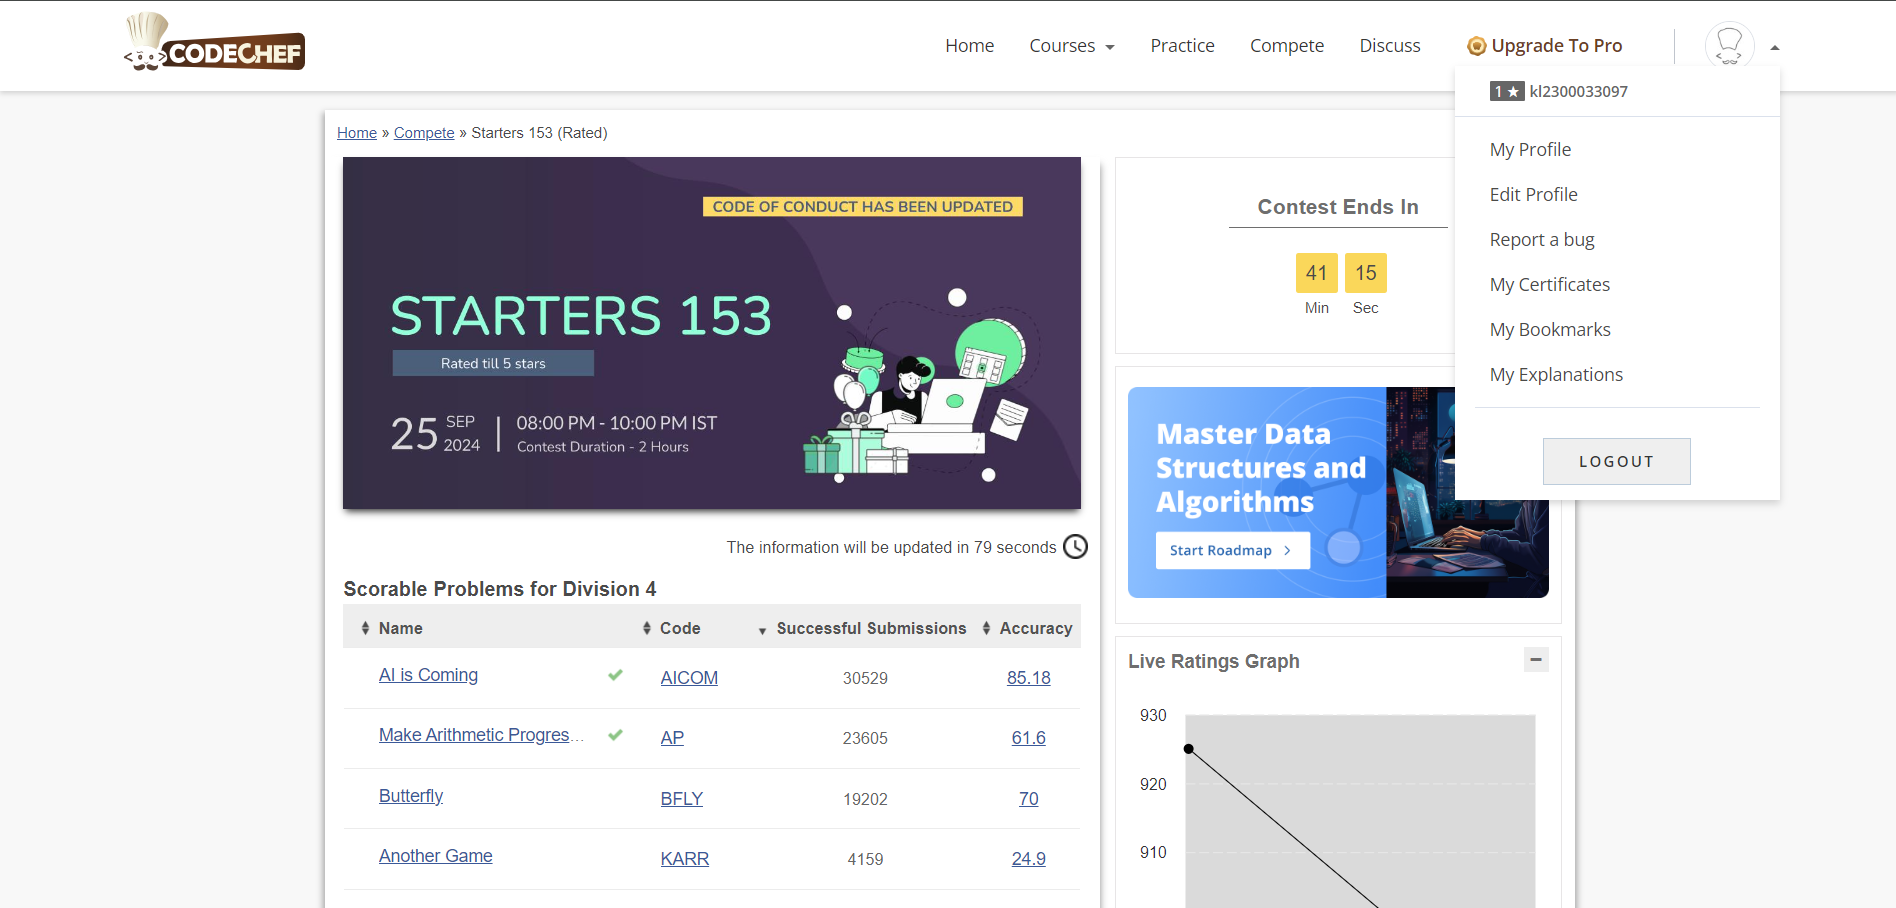 CODECHEF
Home
Courses
Practice
Compete
Discuss
Upgrade To Pro
1 ★ kl2300033097
My Profile
Edit Profile
Report a bug
My Certificates
My Bookmarks
My Explanations
LOGOUT
Home » Compete » Starters 153 (Rated)
CODE OF CONDUCT HAS BEEN UPDATED
STARTERS 153
Rated till 5 stars
25 SEP 2024
08:00 PM - 10:00 PM IST
Contest Duration - 2 Hours
Contest Ends In
41 15
Min Sec
Master Data
Structures and
Algorithms
Start Roadmap >
The information will be updated in 79 seconds
Scorable Problems for Division 4
Name Code Successful Submissions Accuracy
AI is Coming AICOM 30529 85.18
Make Arithmetic Progres... AP 23605 61.6
Butterfly BFLY 19202 70
Another Game KARR 4159 24.9
Live Ratings Graph
930
920
910